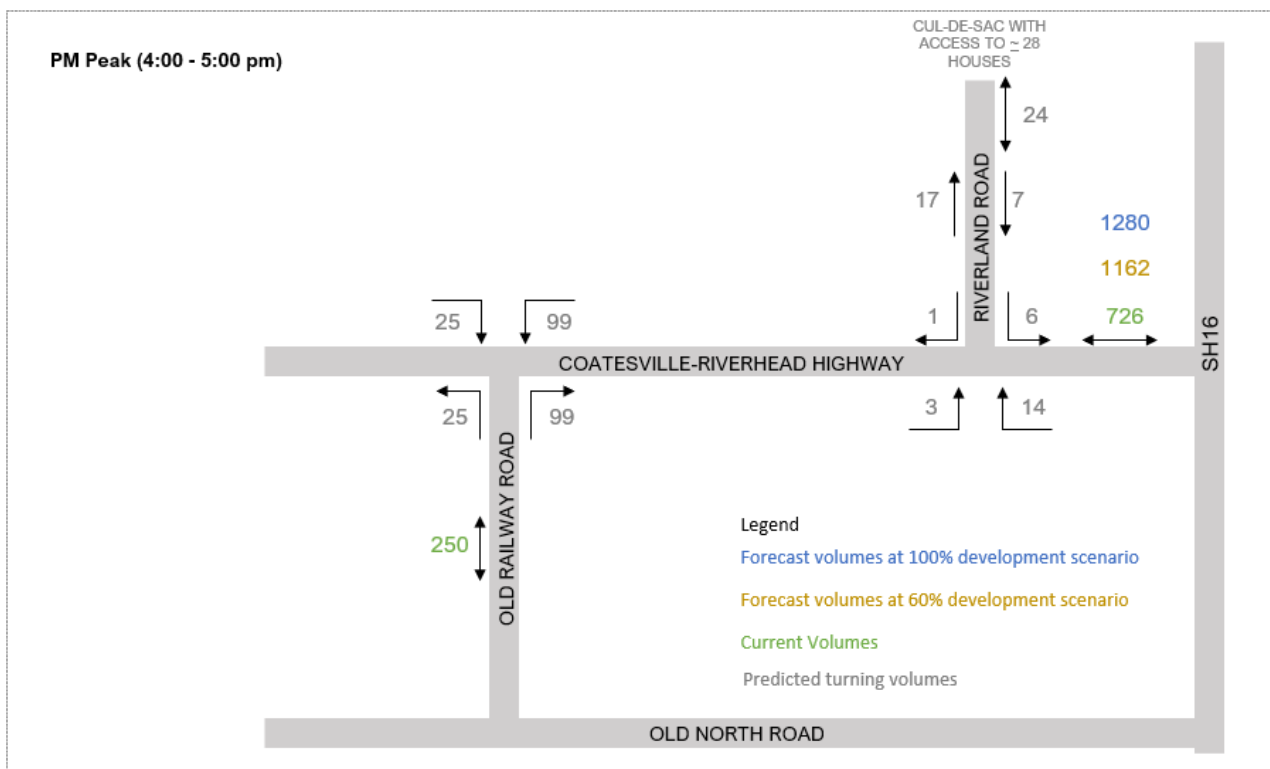 CUL-DE-SAC WITH
ACCESS TO ~ 28
HOUSES
PM Peak (4:00 - 5:00 pm)
24
17
7
RIVERLAND ROAD
1280
1162
25
99
1
6
726
SH16
COATESVILLE-RIVERHEAD HIGHWAY
25
99
3
14
OLD RAILWAY ROAD
250
Legend
Forecast volumes at 100% development scenario
Forecast volumes at 60% development scenario
Current Volumes
Predicted turning volumes
OLD NORTH ROAD